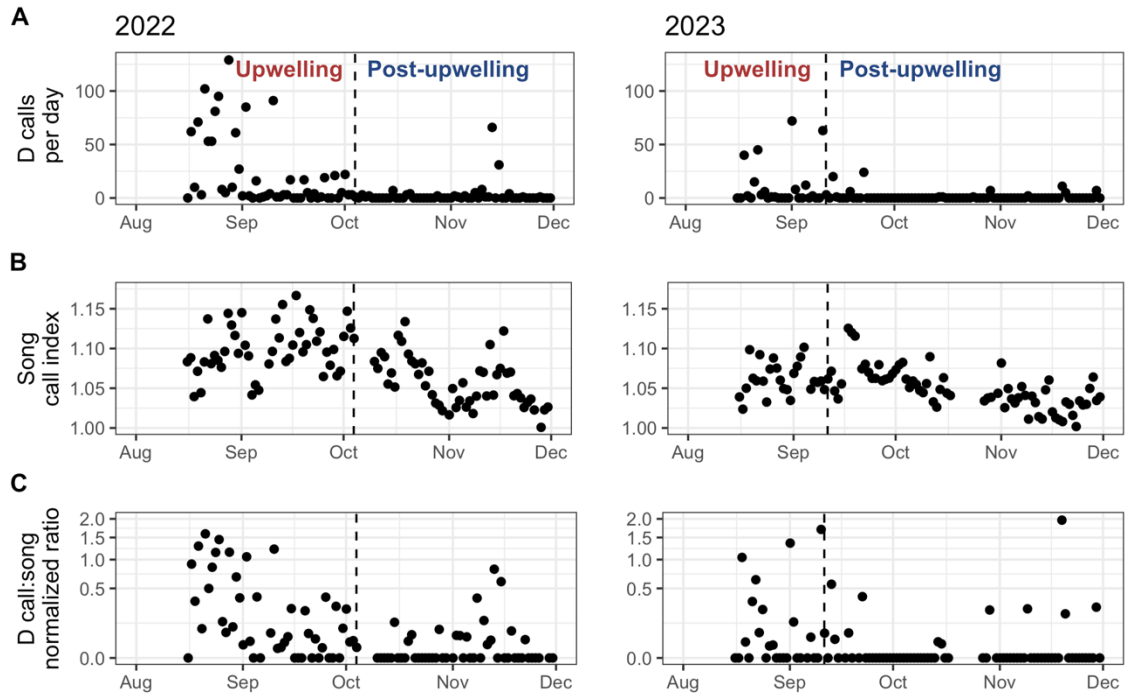 A
2022
2023
D calls
per day
100
50
0
Upwelling
Post-upwelling
Aug
Sep
Oct
Nov
Dec
100
50
0
Upwelling
Post-upwelling
Aug
Sep
Oct
Nov
Dec
B
Song
call index
1.15
1.10
1.05
1.00
Aug
Sep
Oct
Nov
Dec
1.15
1.10
1.05
1.00
Aug
Sep
Oct
Nov
Dec
C
D call:song
normalized ratio
2.0
1.5
1.0
0.5
0.0
Aug
Sep
Oct
Nov
Dec
2.0
1.5
1.0
0.5
0.0
Aug
Sep
Oct
Nov
Dec